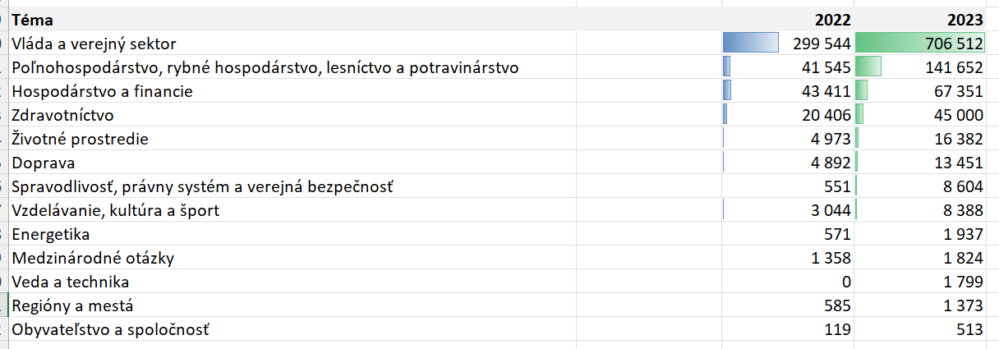 Téma 2022 2023
Vláda a verejný sektor 299 544 706 512
Poľnohospodárstvo, rybné hospodárstvo, lesníctvo a potravinárstvo 41 545 141 652
Hospodárstvo a financie 43 411 67 351
Zdravotníctvo 20 406 45 000
Životné prostredie 4 973 16 382
Doprava 4 892 13 451
Spravodlivosť, právny systém a verejná bezpečnosť 551 8 604
Vzdelávanie, kultúra a šport 3 044 8 388
Energetika 571 1 937
Medzinárodné otázky 1 358 1 824
Veda a technika 0 1 799
Regióny a mestá 585 1 373
Obyvateľstvo a spoločnosť 119 513